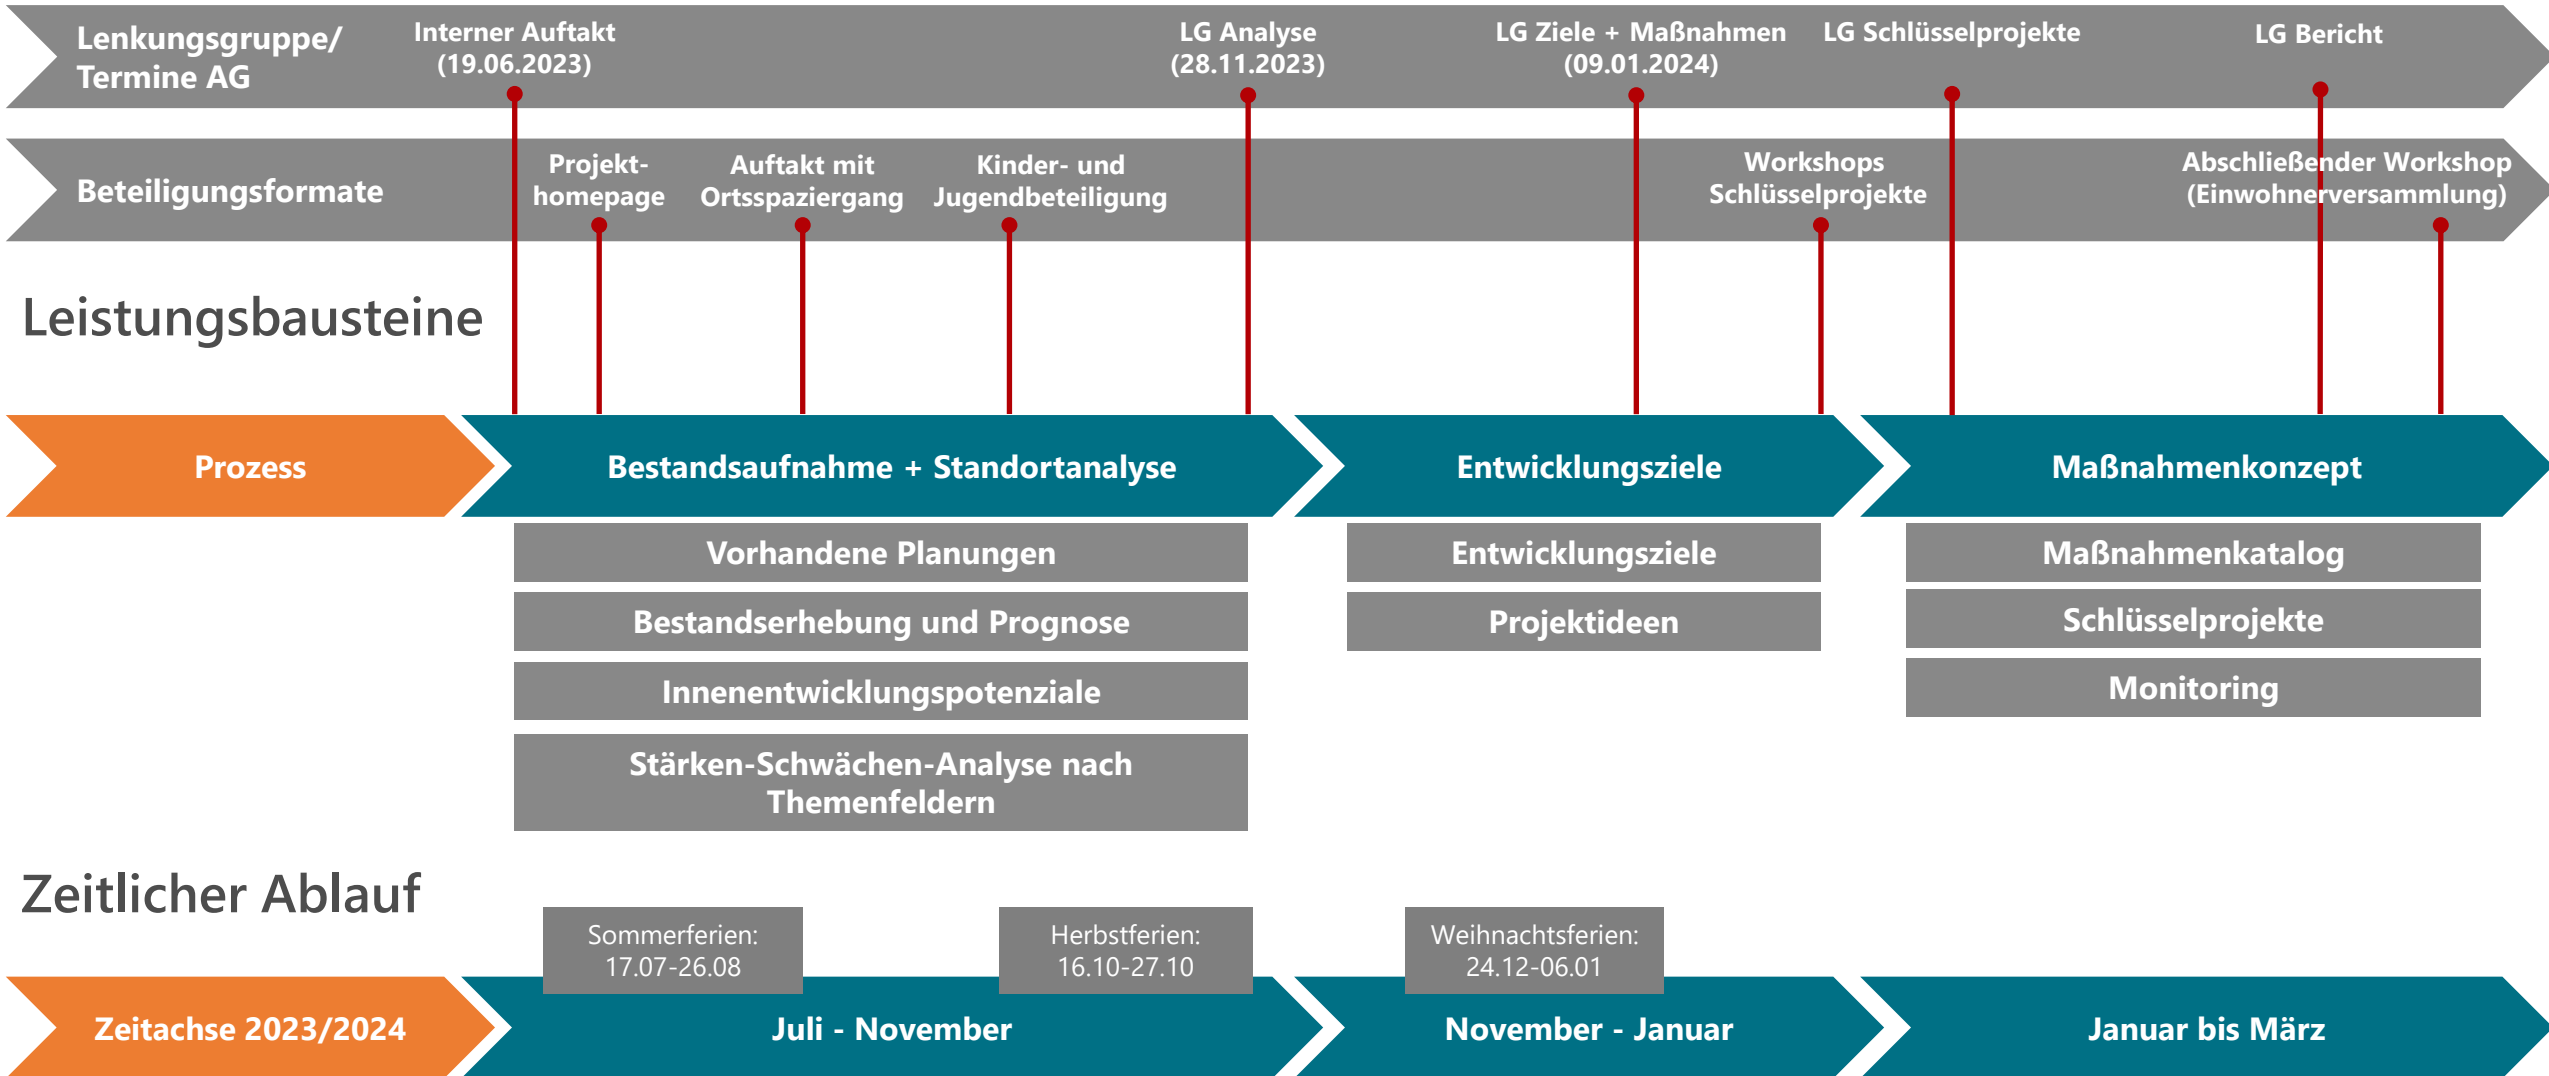 Lenkungsgruppe/
Termine AG
Interner Auftakt
(19.06.2023)
LG Analyse
(28.11.2023)
LG Ziele + Maßnahmen
(09.01.2024)
LG Schlüsselprojekte
LG Bericht
Beteiligungsformate
Projekt-
homepage
Auftakt mit
Ortsspaziergang
Kinder- und
Jugendbeteiligung
Workshops
Schlüsselprojekte
Abschließender Workshop
(Einwohnerversammlung)
Leistungsbausteine
Prozess
Bestandsaufnahme + Standortanalyse
Entwicklungsziele
Maßnahmenkonzept
Vorhandene Planungen
Bestandserhebung und Prognose
Innenentwicklungspotenziale
Stärken-Schwächen-Analyse nach
Themenfeldern
Entwicklungsziele
Projektideen
Maßnahmenkatalog
Schlüsselprojekte
Monitoring
Zeitlicher Ablauf
Sommerferien:
17.07-26.08
Herbstferien:
16.10-27.10
Weihnachtsferien:
24.12-06.01
Zeitachse 2023/2024
Juli - November
November - Januar
Januar bis März